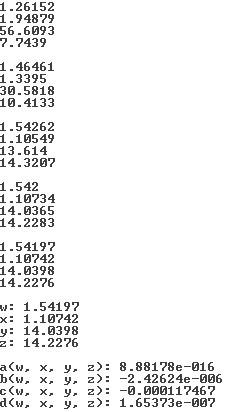 1.26152
1.94879
56.6093
7.7439
1.46461
1.3395
30.5818
10.4133
1.54262
1.10549
13.614
14.3207
1.542
1.10734
14.0365
14.2283
1.54197
1.10742
14.0398
14.2276
w: 1.54197
x: 1.10742
y: 14.0398
z: 14.2276
a(w, x, y, z): 8.88178e-016
b(w, x, y, z): -2.42624e-006
c(w, x, y, z): -0.000117467
d(w, x, y, z): 1.65373e-007